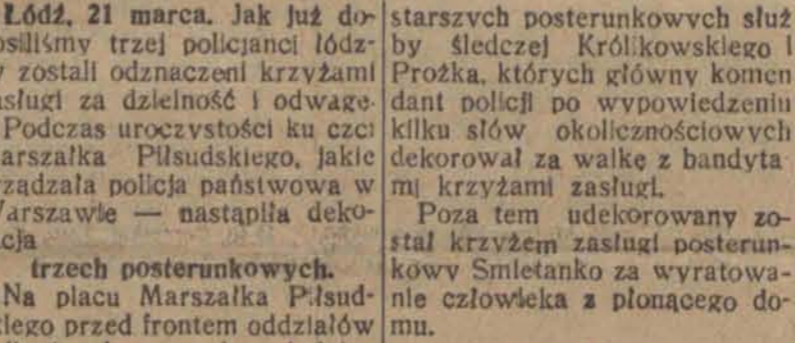 Łódź, 21 marca. Jak już do-
osiliśmy trzej policjanci łódz-
y zostali odznaczeni krzyżami
asługi za dzielność i odwagę.
Podczas uroczystości ku czci
arszałka Piłsudskiego, jakie
rządzała policja państwowa w
Warszawie — nastąpiła deko-
cja
trzech posterunkowych.
Na placu Marszałka Piłsud-
kiego przed frontem oddziałów
starszych posterunkowych służ
by śledczej Królikowskiego i
Prożka, których główny komen
dant policji po wypowiedzeniu
kilku słów okolicznościowych
dekorował za walkę z bandyta
mi krzyżami zasługi.
Poza tem udekorowany zo-
stał krzyżem zasługi posterun-
kowy Smietanko za wyratowa-
nie człowieka z płonącego do-
mu.